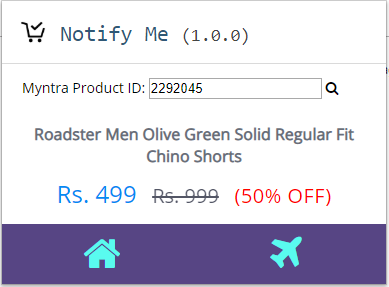 Notify Me (1.0.0)
Myntra Product ID: 2292045
Roadster Men Olive Green Solid Regular Fit
Chino Shorts
Rs. 499 Rs. 999 (50% OFF)